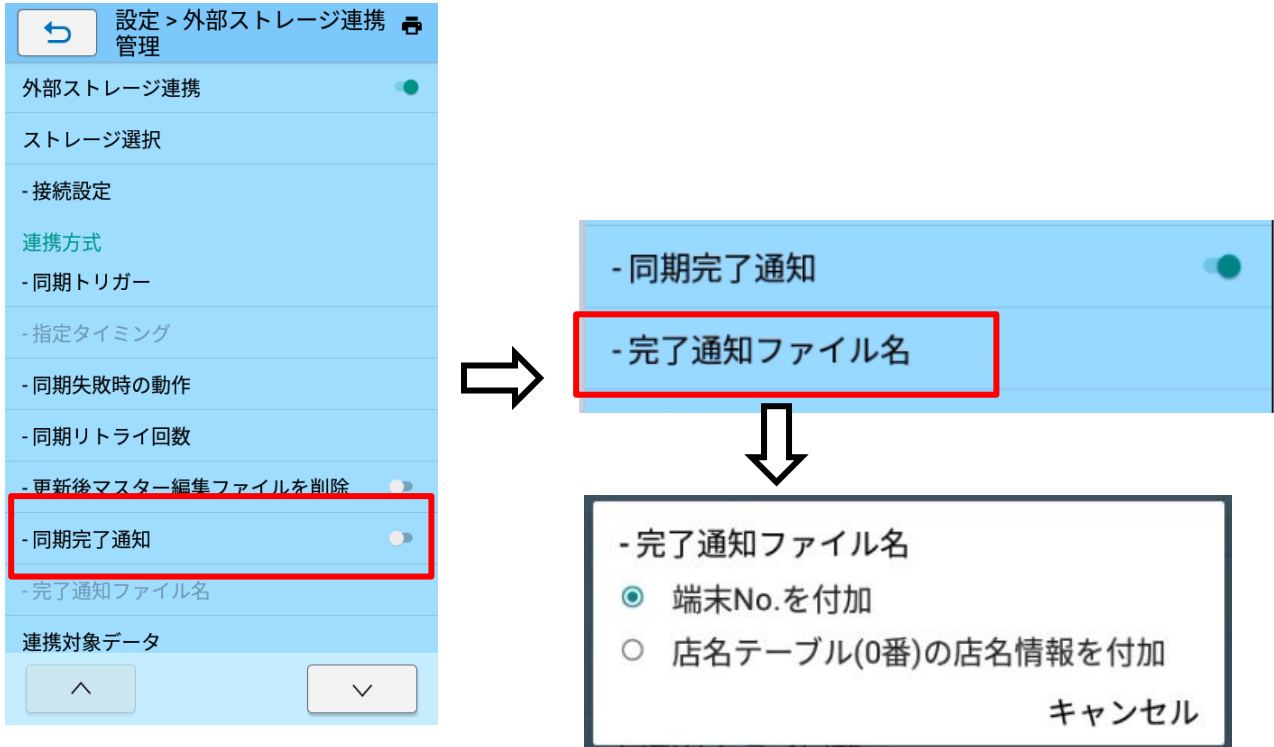 設定 > 外部ストレージ連携
管理
外部ストレージ連携
ストレージ選択
- 接続設定
連携方式
- 同期トリガー
- 指定タイミング
- 同期失敗時の動作
- 同期リトライ回数
- 更新後マスター編集ファイルを削除
- 同期完了通知
- 完了通知ファイル名
連携対象データ
- 同期完了通知
- 完了通知ファイル名
- 完了通知ファイル名
端末No.を付加
店名テーブル(0番)の店名情報を付加
キャンセル